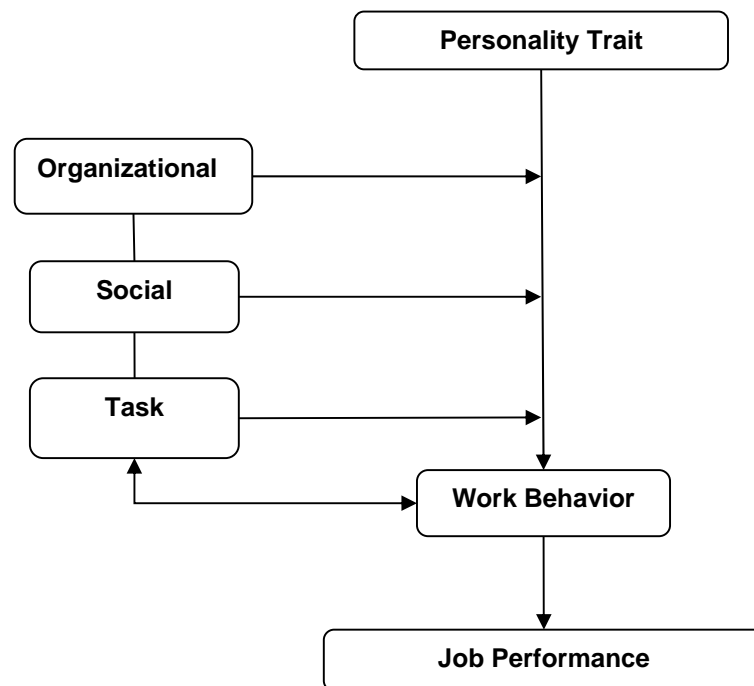 Personality Trait
Organizational
Social
Task
Work Behavior
Job Performance